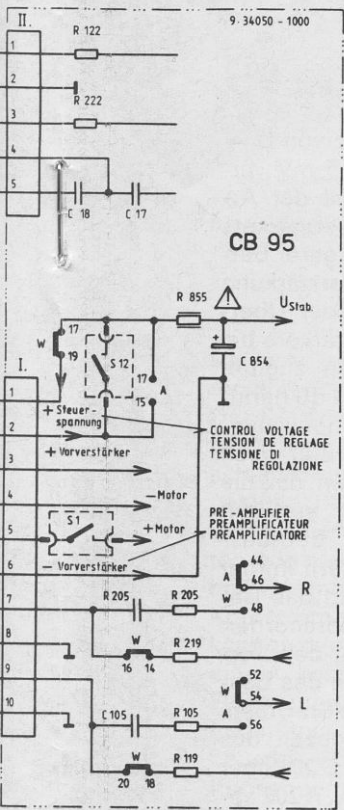 II.
9.34050 - 1000
1
R 122
2
3
R 222
4
5
C 18
C 17
CB 95
R 855
U Stab.
17
W
19
S 12
+
C 854
I.
17
A
15
1
+ Steuer-
spannung
CONTROL VOLTAGE
TENSION DE REGLAGE
TENSIONE DI
REGOLAZIONE
2
+ Vorverstärker
3
4
- Motor
S 1
PRE-AMPLIFIER
PREAMPLIFICATEUR
PREAMPLIFICATORE
5
+ Motor
6
- Vorverstärker
44
A
46
R
7
R 205
R 205
W
48
8
W
R 219
16
14
9
52
W
54
L
10
C 105
R 105
A
56
W
R 119
20
18